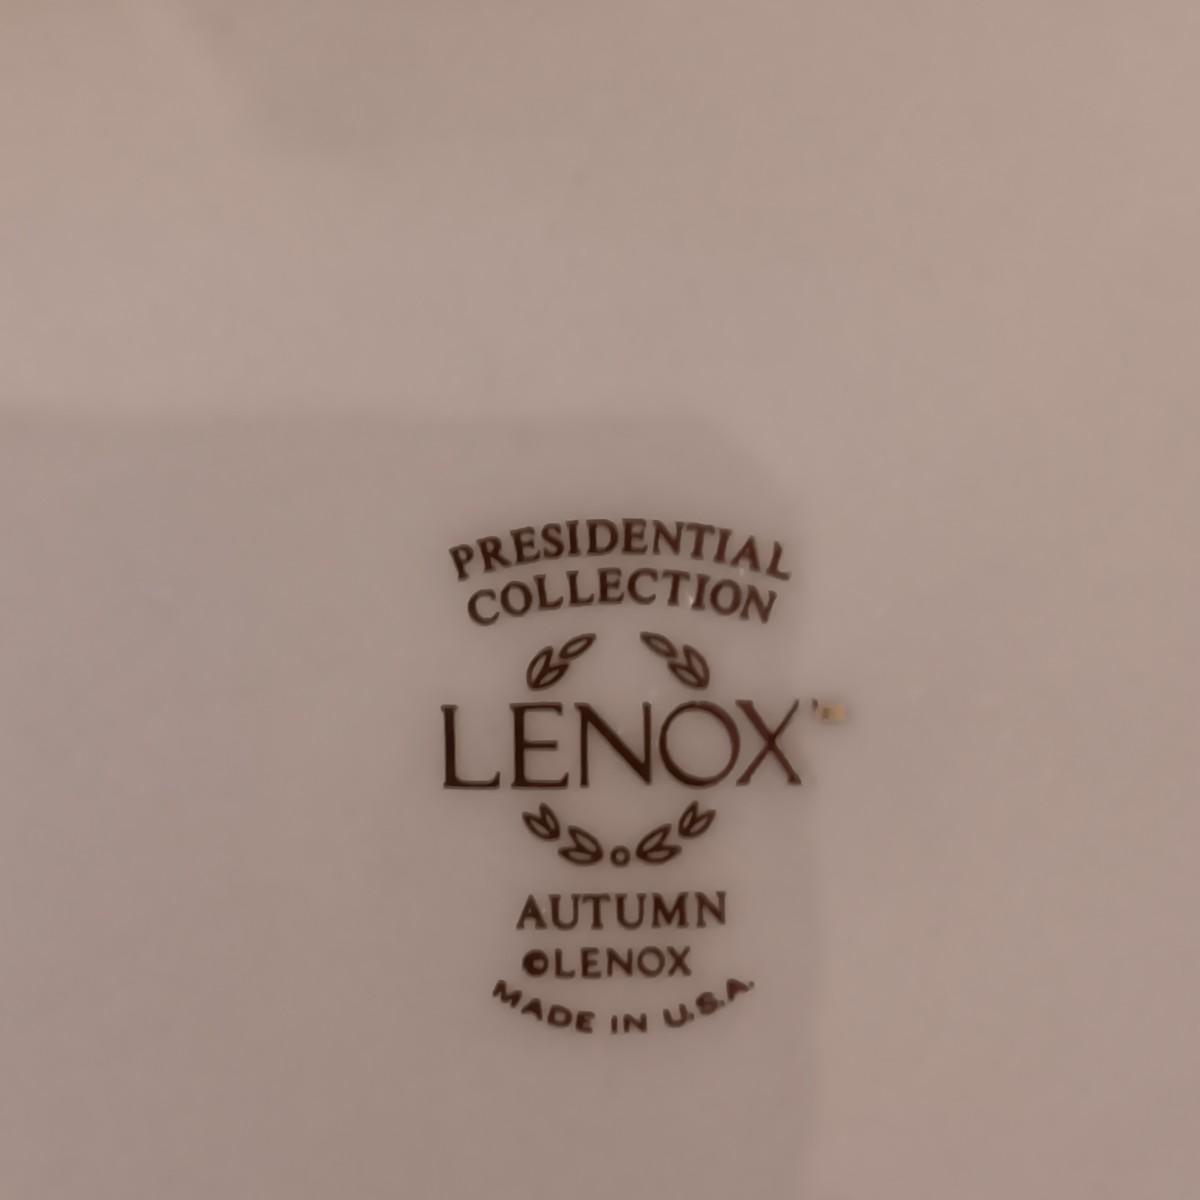 PRESIDENTIAL
COLLECTION
LENOX
AUTUMN
©LENOX
MADE IN U.S.A.